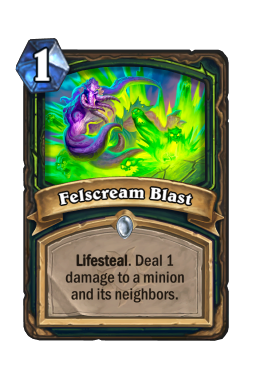 1
Felscream Blast
Lifesteal. Deal 1
damage to a minion
and its neighbors.